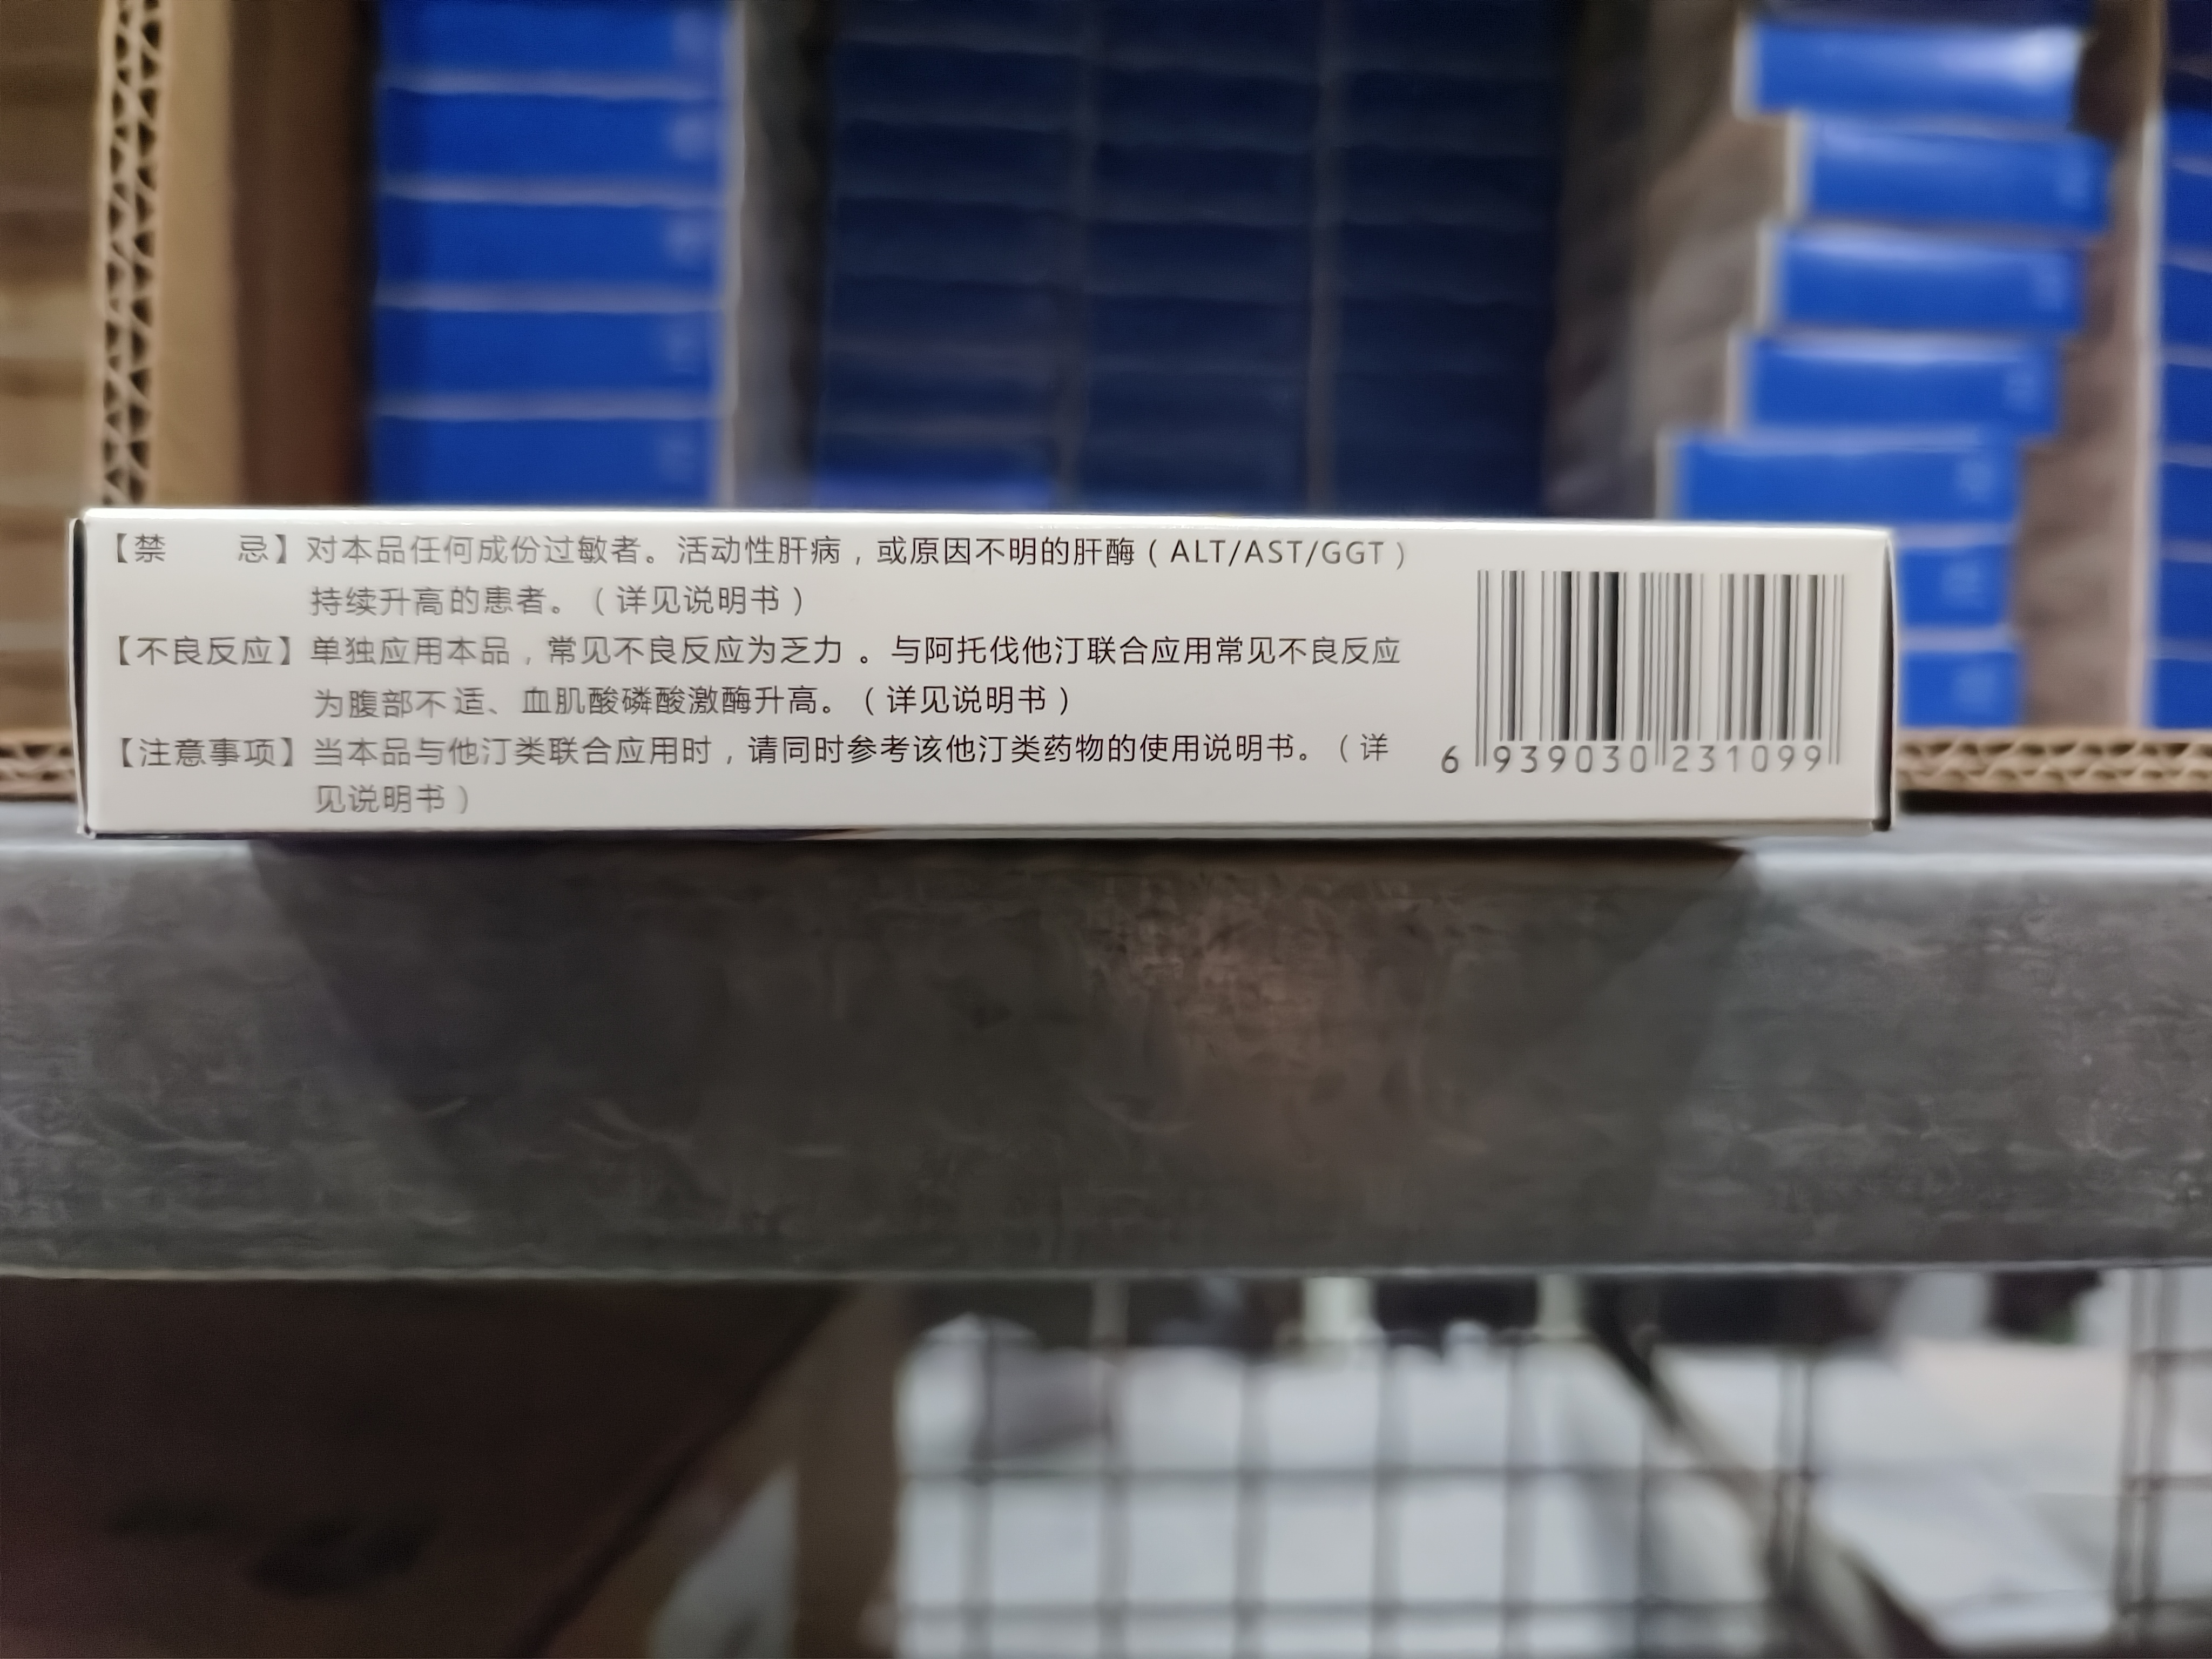 【禁　　忌】对本品任何成份过敏者。活动性肝病，或原因不明的肝酶（ALT/AST/GGT）
持续升高的患者。（详见说明书）
【不良反应】单独应用本品，常见不良反应为乏力。与阿托伐他汀联合应用常见不良反应
为腹部不适、血肌酸磷酸激酶升高。（详见说明书）
【注意事项】当本品与他汀类联合应用时，请同时参考该他汀类药物的使用说明书。（详
见说明书）
6 939030 231099